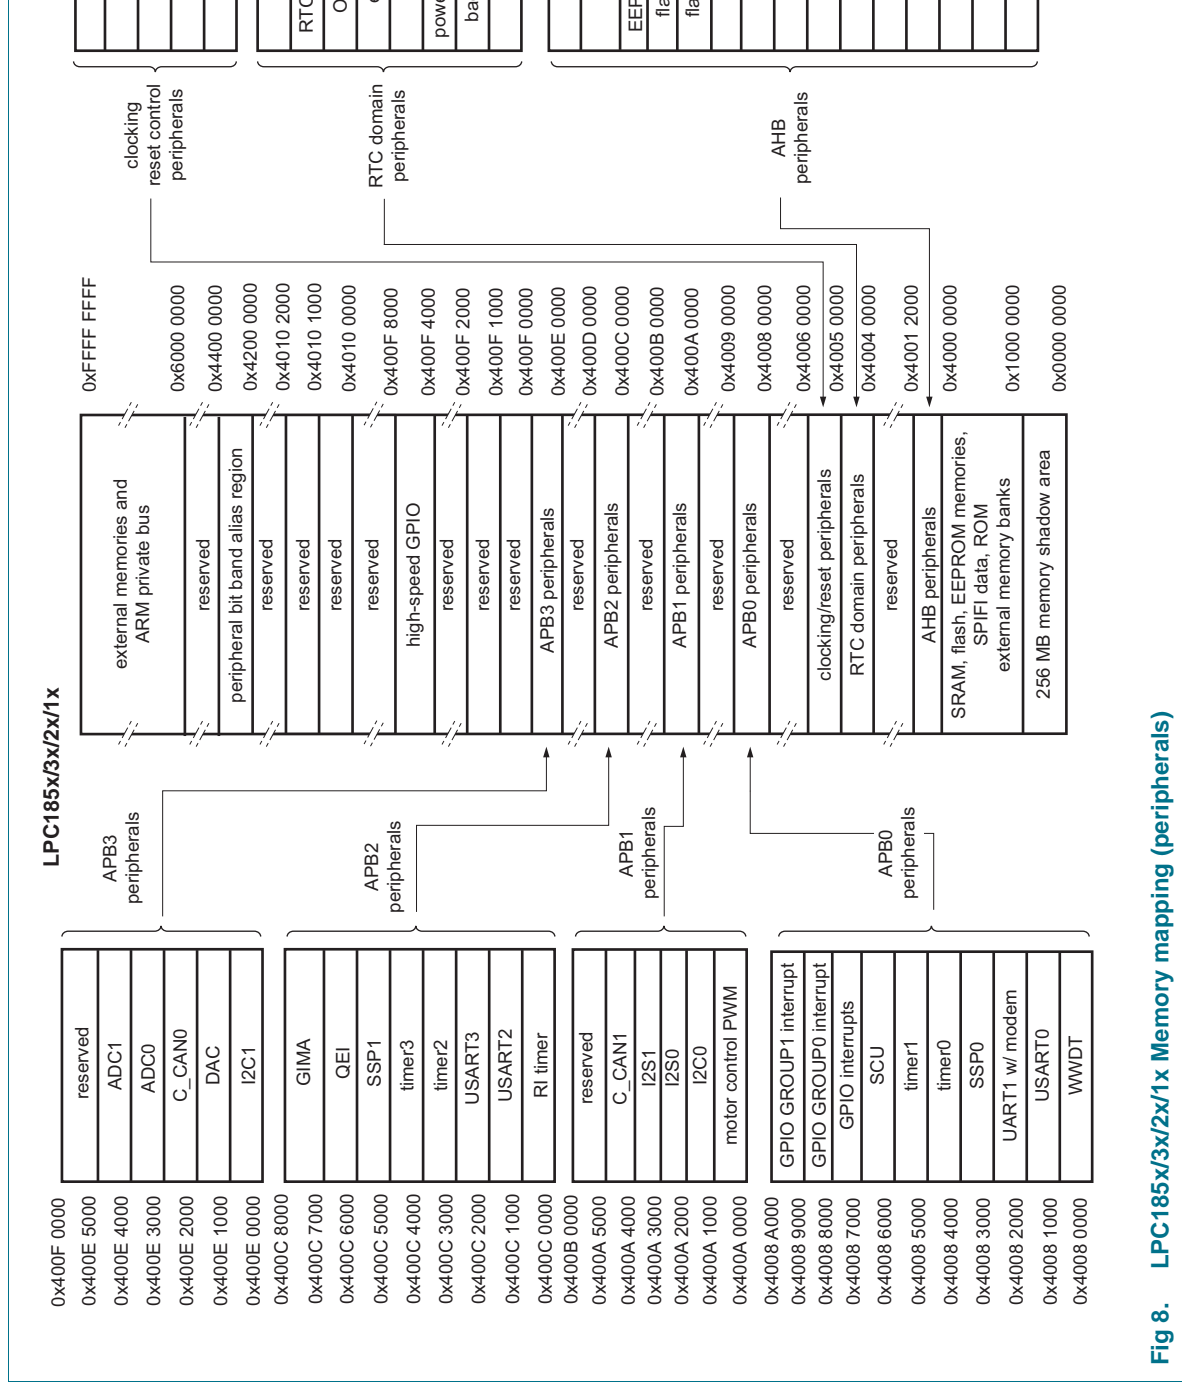 LPC185x/3x/2x/1x
0x400F 0000
reserved
0x400E 5000
ADC1
0x400E 4000
ADC0
0x400E 3000
C_CAN0
0x400E 2000
DAC
0x400E 1000
I2C1
0x400E 0000
0x400C 8000
GIMA
0x400C 7000
QEI
0x400C 6000
SSP1
0x400C 5000
timer3
0x400C 4000
timer2
0x400C 3000
USART3
0x400C 2000
USART2
0x400C 1000
RI timer
0x400C 0000
0x400B 0000
reserved
0x400A 5000
C_CAN1
0x400A 4000
I2S1
0x400A 3000
I2S0
0x400A 2000
I2C0
0x400A 1000
motor control PWM
0x400A 0000
0x4008 A000
GPIO GROUP1 interrupt
0x4008 9000
GPIO GROUP0 interrupt
0x4008 8000
GPIO interrupts
0x4008 7000
SCU
0x4008 6000
timer1
0x4008 5000
timer0
0x4008 4000
SSP0
0x4008 3000
UART1 w/ modem
0x4008 2000
USART0
0x4008 1000
WWDT
0x4008 0000
APB3
peripherals
APB2
peripherals
APB1
peripherals
APB0
peripherals
external memories and
ARM private bus
reserved
peripheral bit band alias region
reserved
reserved
reserved
reserved
high-speed GPIO
reserved
reserved
reserved
APB3 peripherals
reserved
APB2 peripherals
reserved
APB1 peripherals
reserved
APB0 peripherals
reserved
clocking/reset peripherals
RTC domain peripherals
reserved
AHB peripherals
SRAM, flash, EEPROM memories,
SPIFI data, ROM
external memory banks
256 MB memory shadow area
0xFFFF FFFF
0x6000 0000
0x4400 0000
0x4200 0000
0x4010 2000
0x4010 1000
0x4010 0000
0x400F 8000
0x400F 4000
0x400F 2000
0x400F 1000
0x400F 0000
0x400E 0000
0x400D 0000
0x400C 0000
0x400B 0000
0x400A 0000
0x4009 0000
0x4008 0000
0x4006 0000
0x4005 0000
0x4004 0000
0x4001 2000
0x4000 0000
0x1000 0000
0x0000 0000
clocking
reset control
peripherals
RTC domain
peripherals
AHB
peripherals
RTC
Fig 8. LPC185x/3x/2x/1x Memory mapping (peripherals)